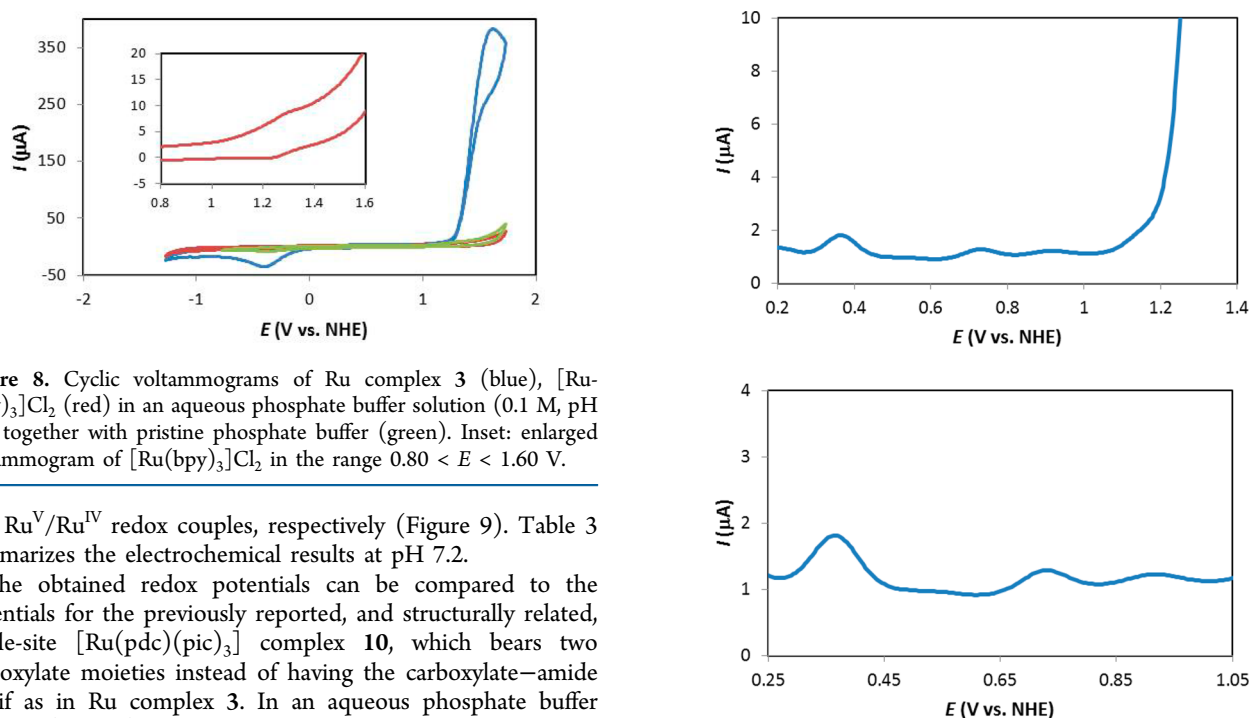 350
250
150
50
-50
-2
-1
0
1
2
I (μA)
E (V vs. NHE)
20
15
10
5
0
-5
0.8
1
1.2
1.4
1.6
Figure 8. Cyclic voltammograms of Ru complex 3 (blue), [Ru-
)₃]Cl₂ (red) in an aqueous phosphate buffer solution (0.1 M, pH
together with pristine phosphate buffer (green). Inset: enlarged
voltammogram of [Ru(bpy)₃]Cl₂ in the range 0.80 < E < 1.60 V.
Ruⱽ/Ruᴵⱽ redox couples, respectively (Figure 9). Table 3
marizes the electrochemical results at pH 7.2.
he obtained redox potentials can be compared to the
entials for the previously reported, and structurally related,
le-site [Ru(pdc)(pic)₃] complex 10, which bears two
oxylate moieties instead of having the carboxylate−amide
if as in Ru complex 3. In an aqueous phosphate buffer
10
8
6
4
2
0
0.2
0.4
0.6
0.8
1
1.2
1.4
I (μA)
E (V vs. NHE)
4
3
2
1
0
0.25
0.45
0.65
0.85
1.05
I (μA)
E (V vs. NHE)